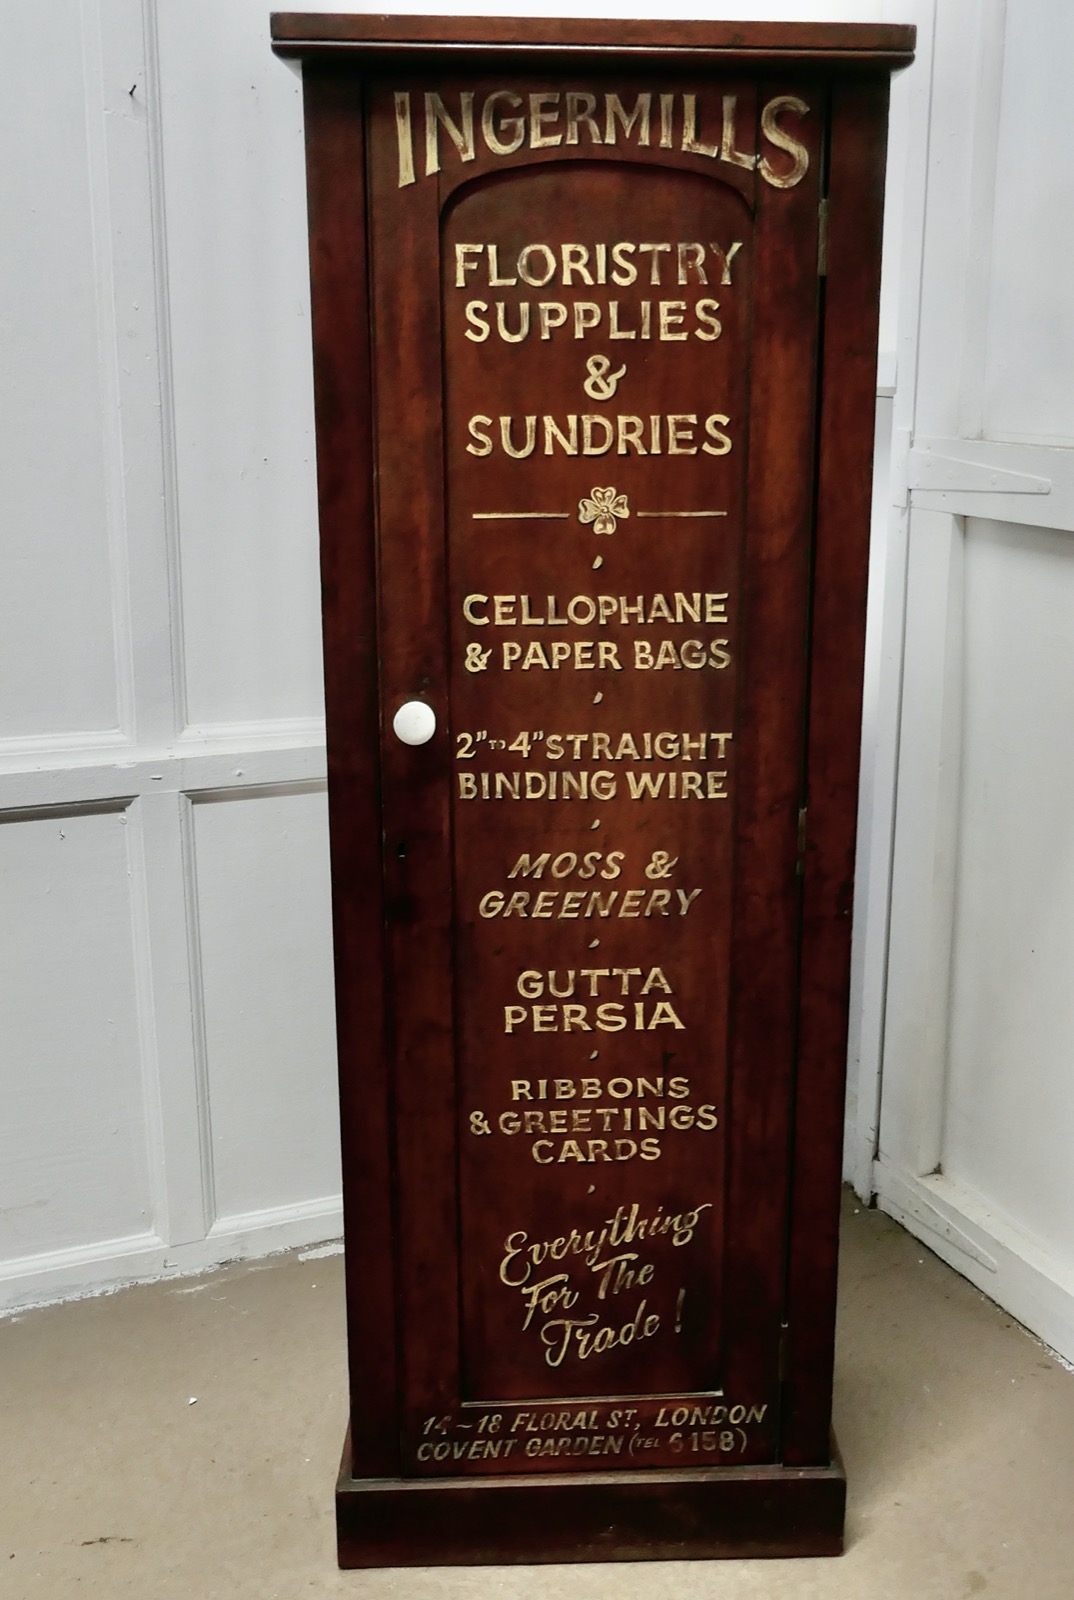 INGERMILLS
FLORISTRY
SUPPLIES
&
SUNDRIES
CELLOPHANE
& PAPER BAGS
2" TO 4" STRAIGHT
BINDING WIRE
MOSS &
GREENERY
GUTTA
PERSIA
RIBBONS
& GREETINGS
CARDS
Everything
For The
Trade!
14~18 FLORAL ST, LONDON
COVENT GARDEN (TEL 6158)